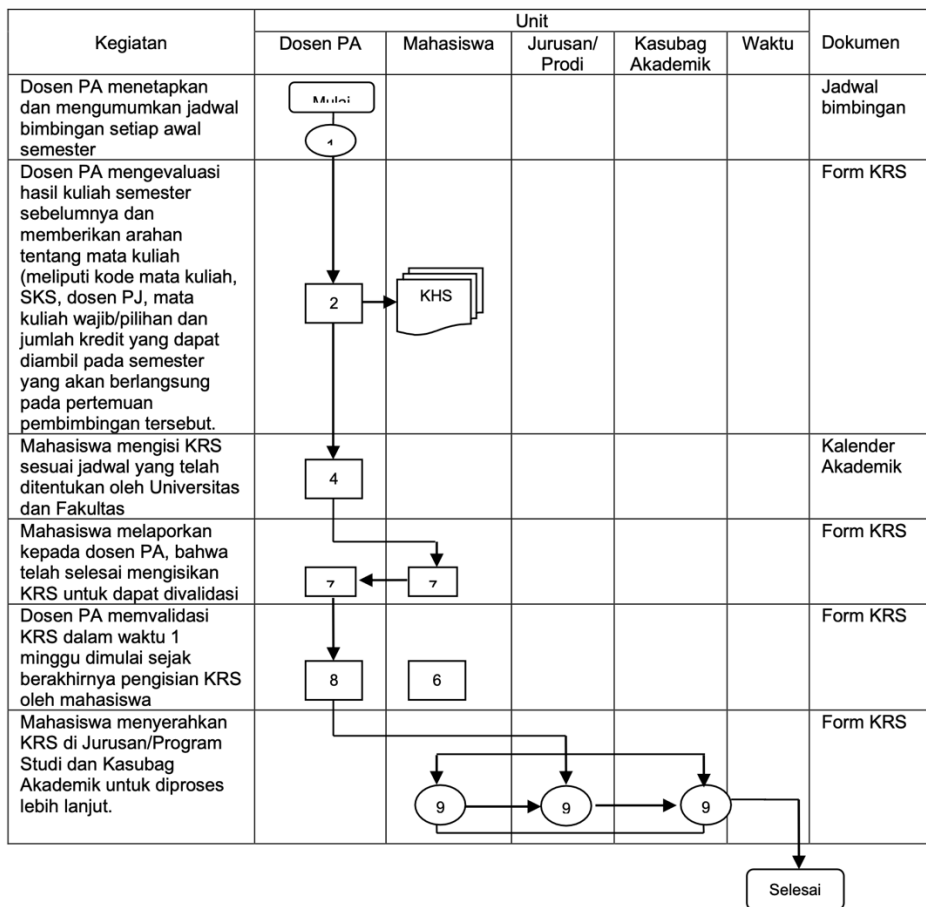 Kegiatan
Unit
Dokumen
Dosen PA
Mahasiswa
Jurusan/
Prodi
Kasubag
Akademik
Waktu
Dosen PA menetapkan
dan mengumumkan jadwal
bimbingan setiap awal
semester
Mulai
1
Jadwal
bimbingan
Dosen PA mengevaluasi
hasil kuliah semester
sebelumnya dan
memberikan arahan
tentang mata kuliah
(meliputi kode mata kuliah,
SKS, dosen PJ, mata
kuliah wajib/pilihan dan
jumlah kredit yang dapat
diambil pada semester
yang akan berlangsung
pada pertemuan
pembimbingan tersebut.
2
KHS
Form KRS
Mahasiswa mengisi KRS
sesuai jadwal yang telah
ditentukan oleh Universitas
dan Fakultas
4
Kalender
Akademik
Mahasiswa melaporkan
kepada dosen PA, bahwa
telah selesai mengisikan
KRS untuk dapat divalidasi
7
7
Form KRS
Dosen PA memvalidasi
KRS dalam waktu 1
minggu dimulai sejak
berakhirnya pengisian KRS
oleh mahasiswa
8
6
Form KRS
Mahasiswa menyerahkan
KRS di Jurusan/Program
Studi dan Kasubag
Akademik untuk diproses
lebih lanjut.
9
9
9
Form KRS
Selesai